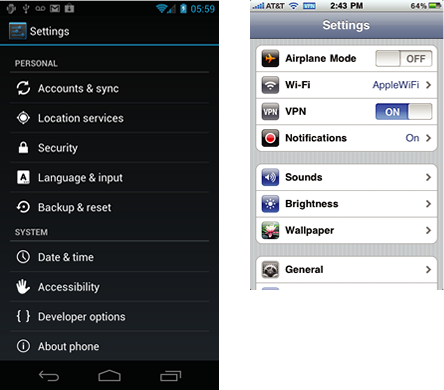 05:59
Settings
PERSONAL
Accounts & sync
Location services
Security
Language & input
Backup & reset
SYSTEM
Date & time
Accessibility
Developer options
About phone
AT&T VPN 2:43 PM 64%
Settings
Airplane Mode OFF
Wi-Fi AppleWiFi
VPN VPN ON
Notifications On
Sounds
Brightness
Wallpaper
General